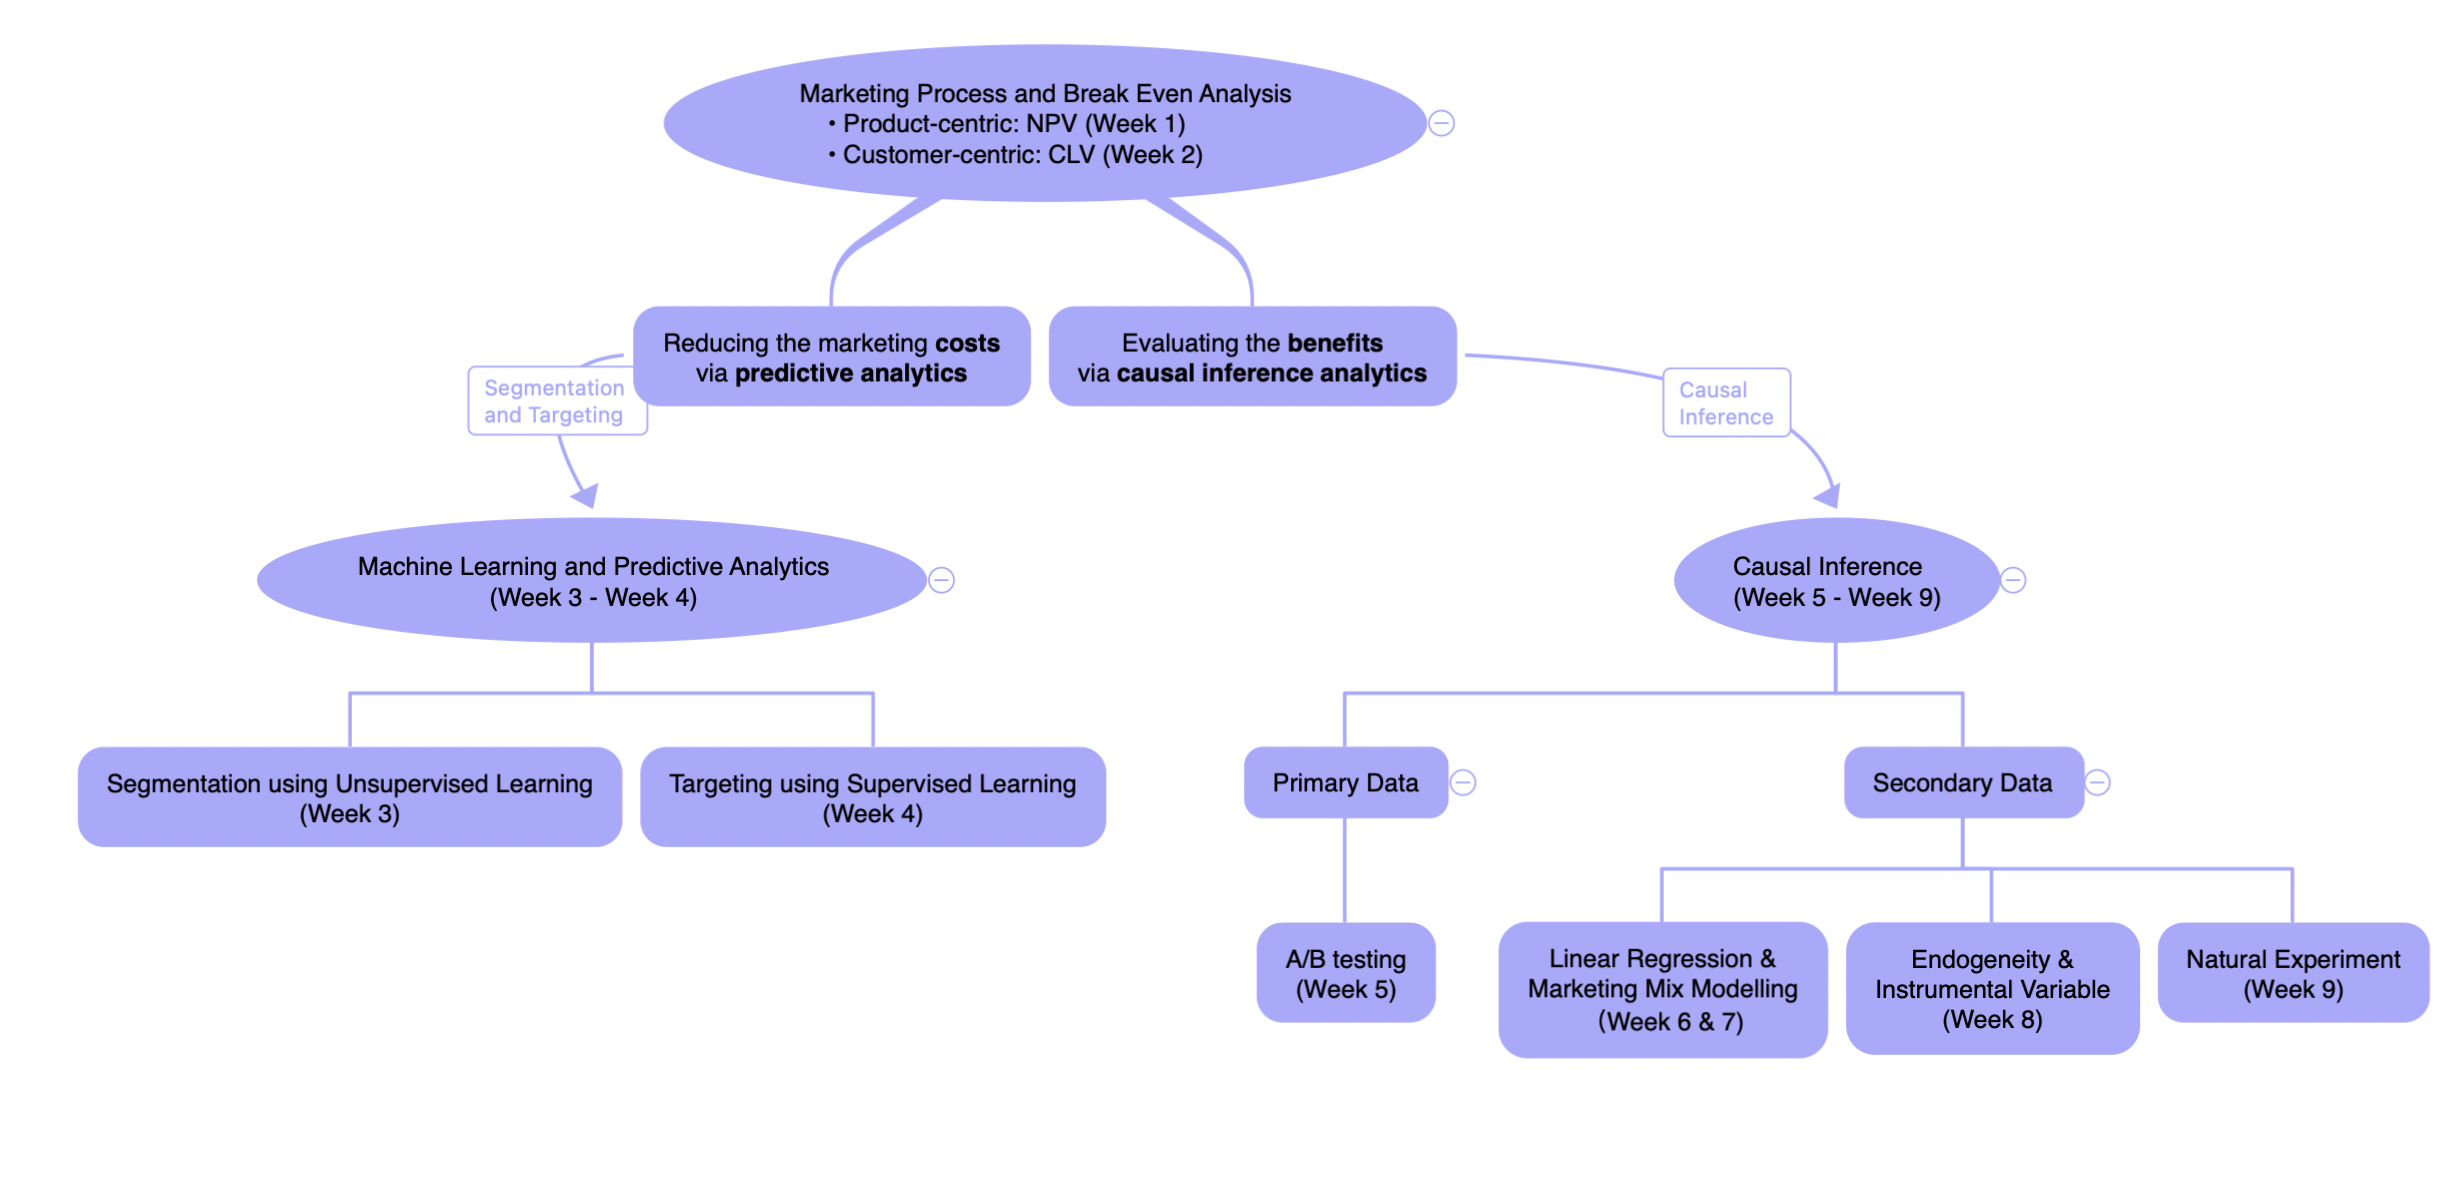 Marketing Process and Break Even Analysis
• Product-centric: NPV (Week 1)
• Customer-centric: CLV (Week 2)
Reducing the marketing costs
via predictive analytics
Evaluating the benefits
via causal inference analytics
Segmentation
and Targeting
Causal
Inference
Machine Learning and Predictive Analytics
(Week 3 - Week 4)
Causal Inference
(Week 5 - Week 9)
Segmentation using Unsupervised Learning
(Week 3)
Targeting using Supervised Learning
(Week 4)
Primary Data
Secondary Data
A/B testing
(Week 5)
Linear Regression &
Marketing Mix Modelling
(Week 6 & 7)
Endogeneity &
Instrumental Variable
(Week 8)
Natural Experiment
(Week 9)